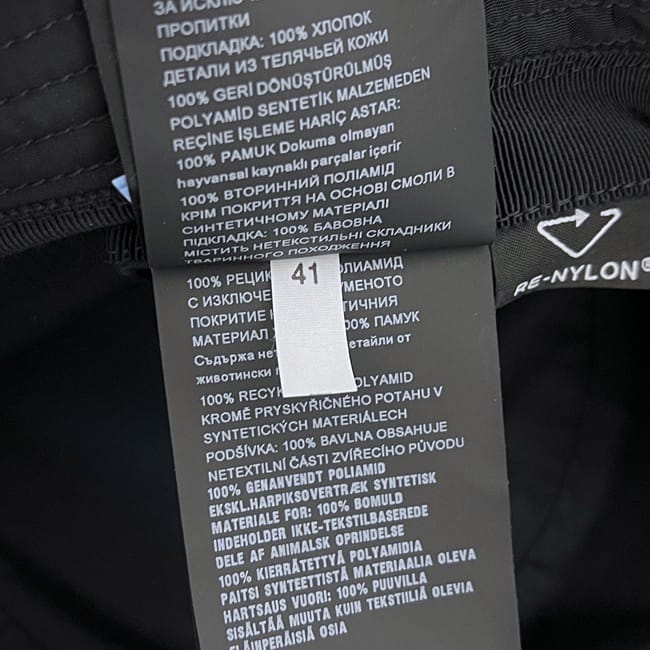 ЗА ИСКЛЮ
ПРОПИТКИ
ПОДКЛАДКА: 100% ХЛОПОК
ДЕТАЛИ ИЗ ТЕЛЯЧЬЕЙ КОЖИ
100% GERİ DÖNÜŞTÜRÜLMÜŞ
POLYAMİD SENTETİK MALZEMEDEN
REÇİNE İŞLEME HARİÇ ASTAR:
100% PAMUK Dokuma olmayan
hayvansal kaynaklı parçalar içerir
100% ВТОРИННИЙ ПОЛІАМІД
КРІМ ПОКРИТТЯ НА ОСНОВІ СМОЛИ В
СИНТЕТИЧНОМУ МАТЕРІАЛІ
ПІДКЛАДКА: 100% БАВОВНА
МІСТИТЬ НЕТЕКСТИЛЬНІ СКЛАДНИКИ
ТВАРИННОГО ПОХОДЖЕННЯ
100% РЕЦИК ОЛИАМИД
С ИЗКЛЮЧЕ УМЕНОТО
ПОКРИТИЕ Н ТИЧНИЯ
МАТЕРИАЛ 00% ПАМУК
Съдържа не детайли от
животински п
41
100% RECY OLYAMID
KROMĚ PRYSKYŘIČNÉHO POTAHU V
SYNTETICKÝCH MATERIÁLECH
PODŠÍVKA: 100% BAVLNA OBSAHUJE
NETEXTILNÍ ČÁSTI ZVÍŘECÍHO PŮVODU
100% GENANVENDT POLIAMID
EKSKL.HARPIKSOVERTRÆK SYNTETISK
MATERIALE FOR: 100% BOMULD
INDEHOLDER IKKE-TEKSTILBASEREDE
DELE AF ANIMALSK OPRINDELSE
100% KIERRÄTETTYÄ POLYAMIDIA
PAITSI SYNTEETTISTÄ MATERIAALIA OLEVA
HARTSAUS VUORI: 100% PUUVILLA
SISÄLTÄÄ MUUTA KUIN TEKSTIILIÄ OLEVIA
ELÄINPERÄISIÄ OSIA
RE-NYLON®